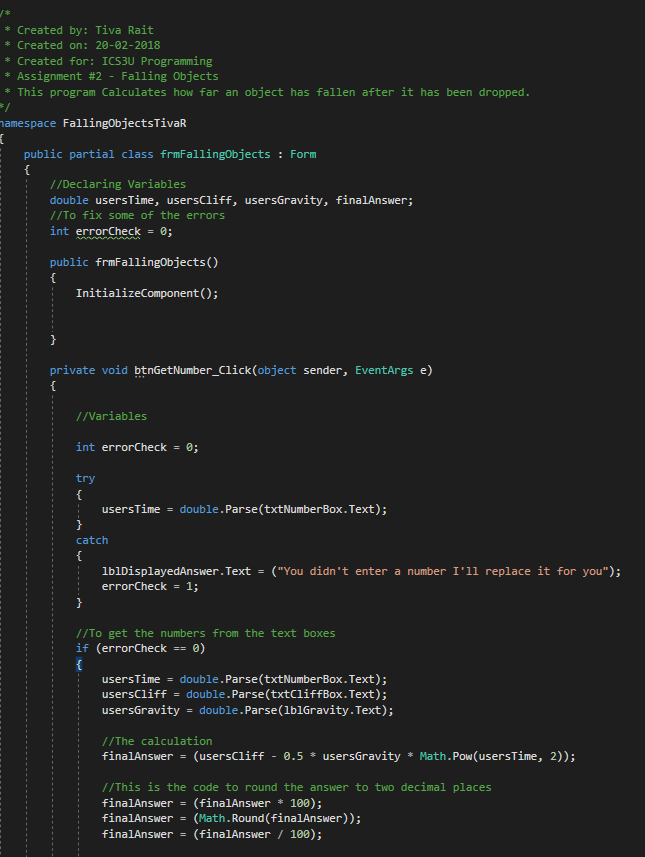 /*
 * Created by: Tiva Rait
 * Created on: 20-02-2018
 * Created for: ICS3U Programming
 * Assignment #2 - Falling Objects
 * This program Calculates how far an object has fallen after it has been dropped.
*/
namespace FallingObjectsTivaR
{
    public partial class frmFallingObjects : Form
    {
        //Declaring Variables
        double usersTime, usersCliff, usersGravity, finalAnswer;
        //To fix some of the errors
        int errorCheck = 0;

        public frmFallingObjects()
        {
            InitializeComponent();


        }

        private void btnGetNumber_Click(object sender, EventArgs e)
        {

            //Variables

            int errorCheck = 0;

            try
            {
                usersTime = double.Parse(txtNumberBox.Text);
            }
            catch
            {
                lblDisplayedAnswer.Text = ("You didn't enter a number I'll replace it for you");
                errorCheck = 1;
            }

            //To get the numbers from the text boxes
            if (errorCheck == 0)
            {
                usersTime = double.Parse(txtNumberBox.Text);
                usersCliff = double.Parse(txtCliffBox.Text);
                usersGravity = double.Parse(lblGravity.Text);

                //The calculation
                finalAnswer = (usersCliff - 0.5 * usersGravity * Math.Pow(usersTime, 2));

                //This is the code to round the answer to two decimal places
                finalAnswer = (finalAnswer * 100);
                finalAnswer = (Math.Round(finalAnswer));
                finalAnswer = (finalAnswer / 100);